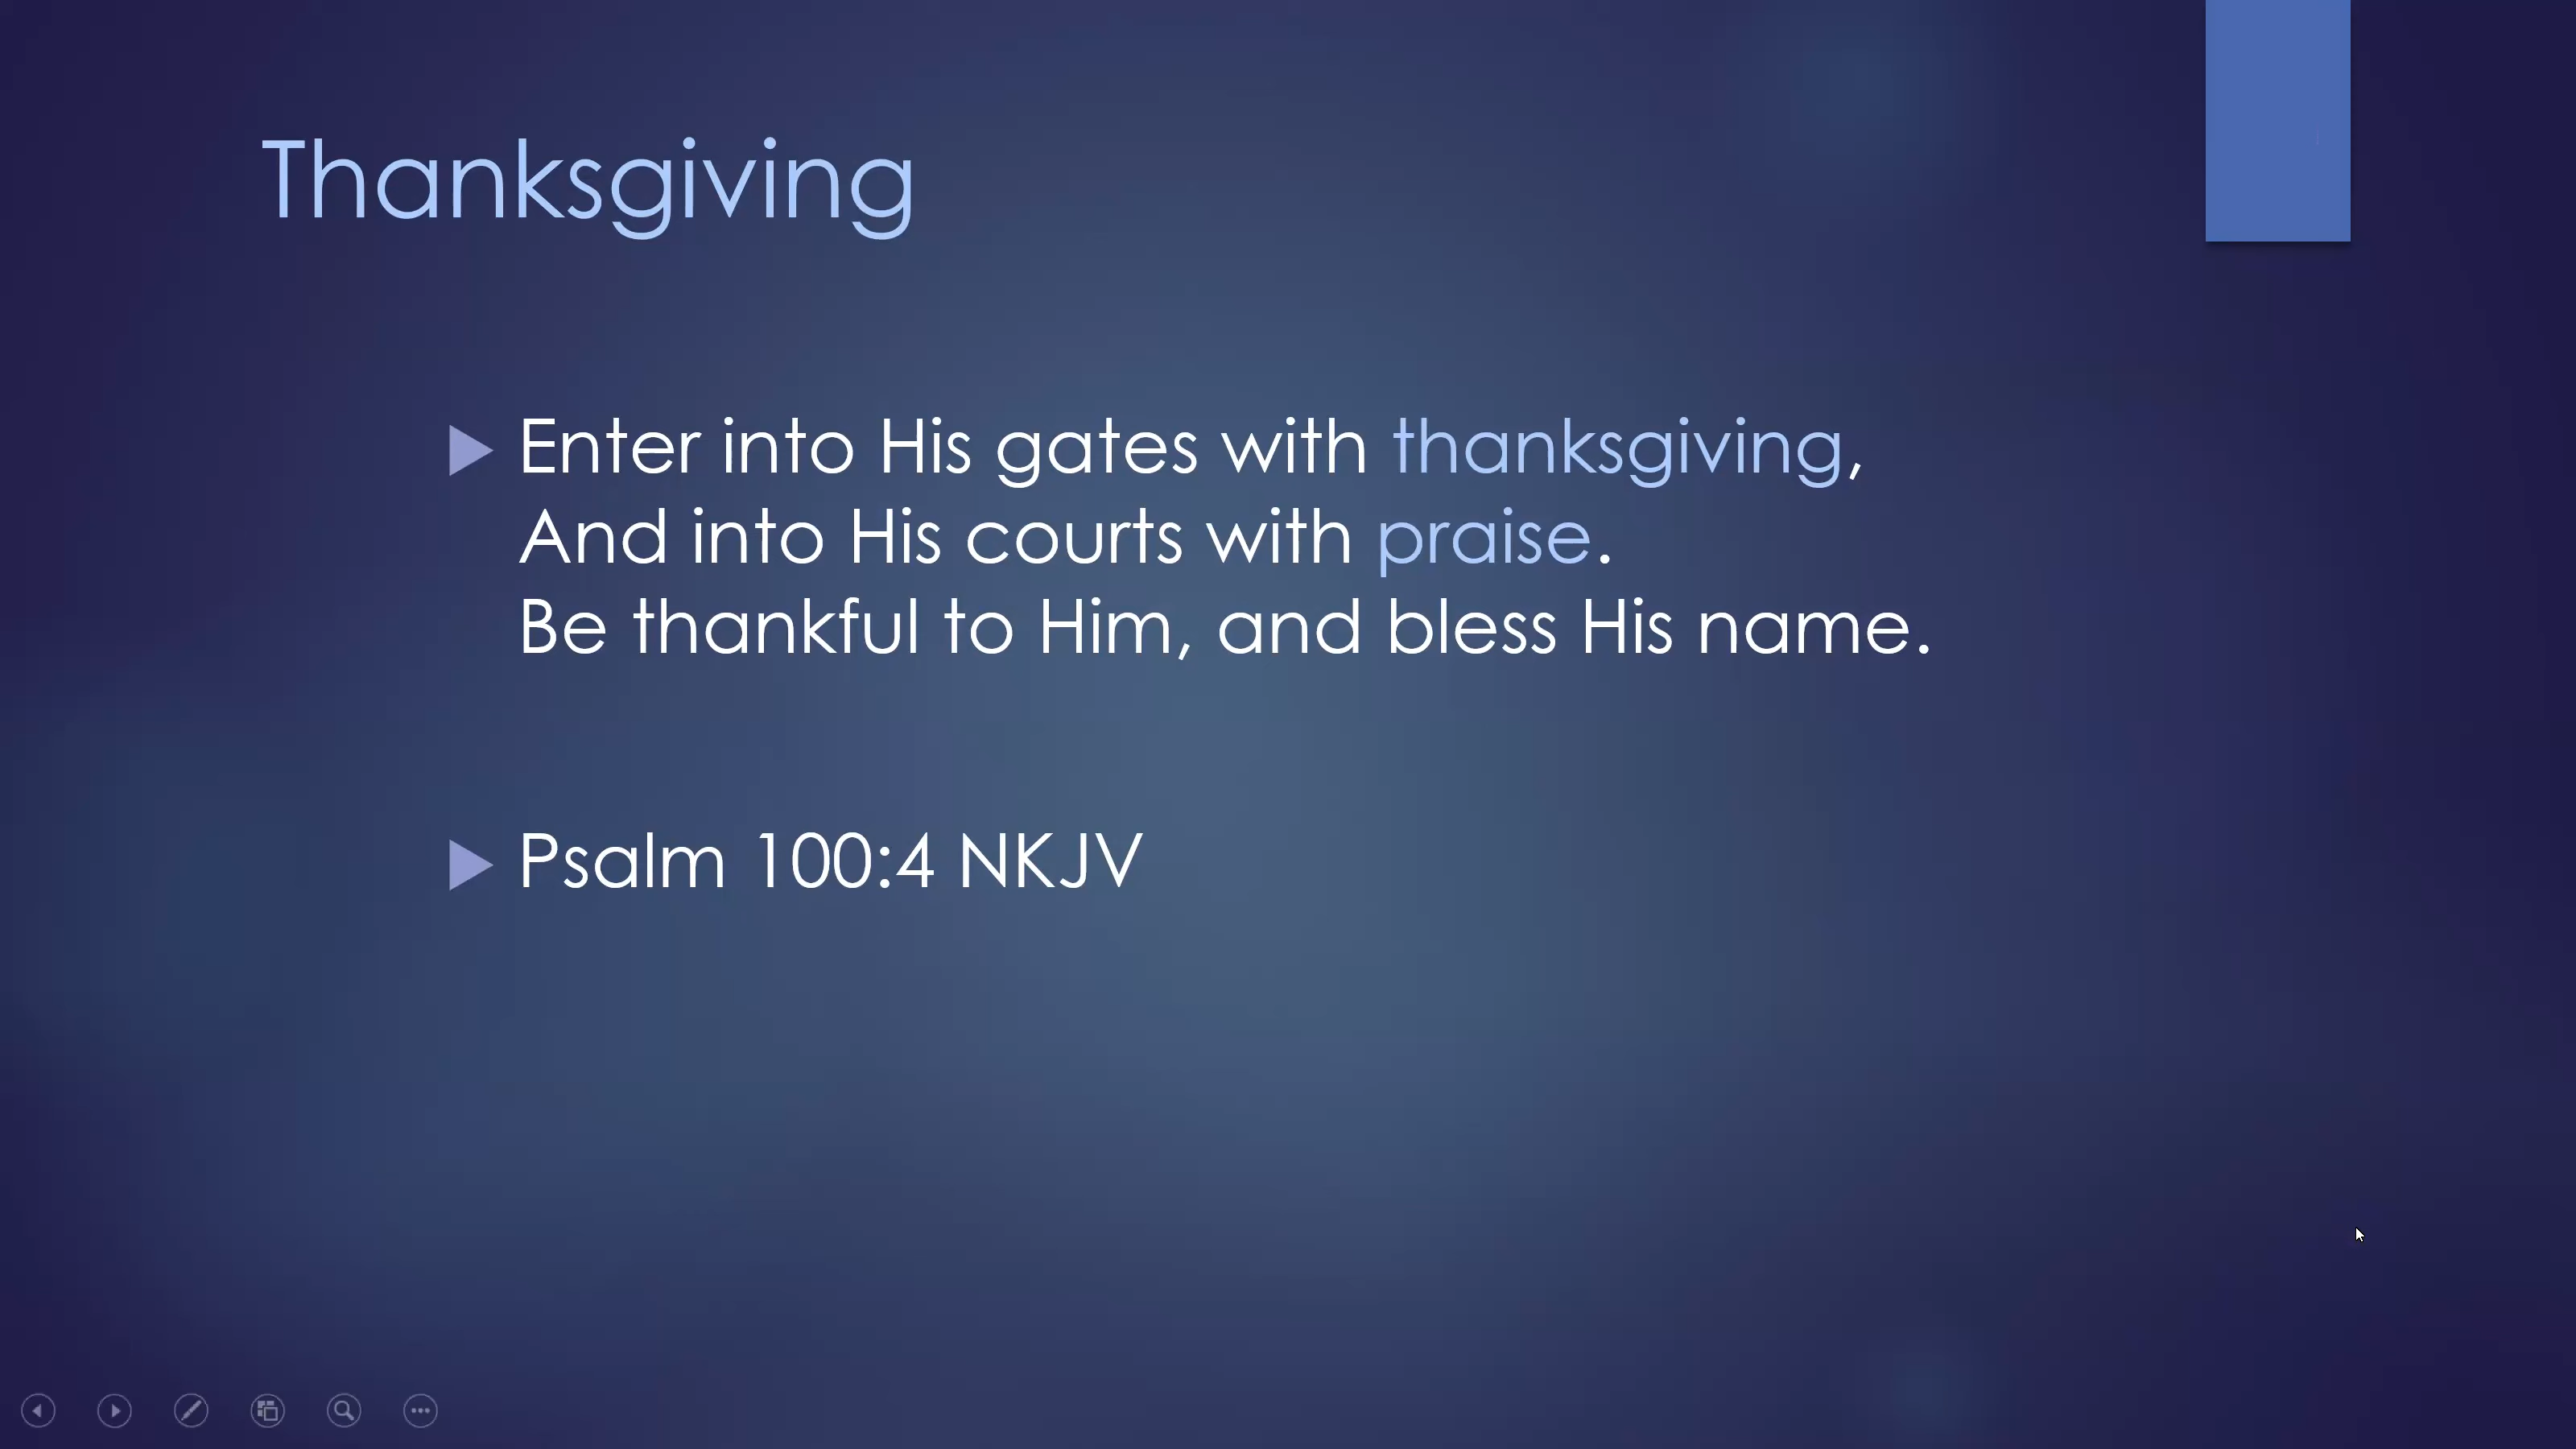 Thanksgiving
Enter into His gates with thanksgiving,
And into His courts with praise.
Be thankful to Him, and bless His name.
Psalm 100:4 NKJV